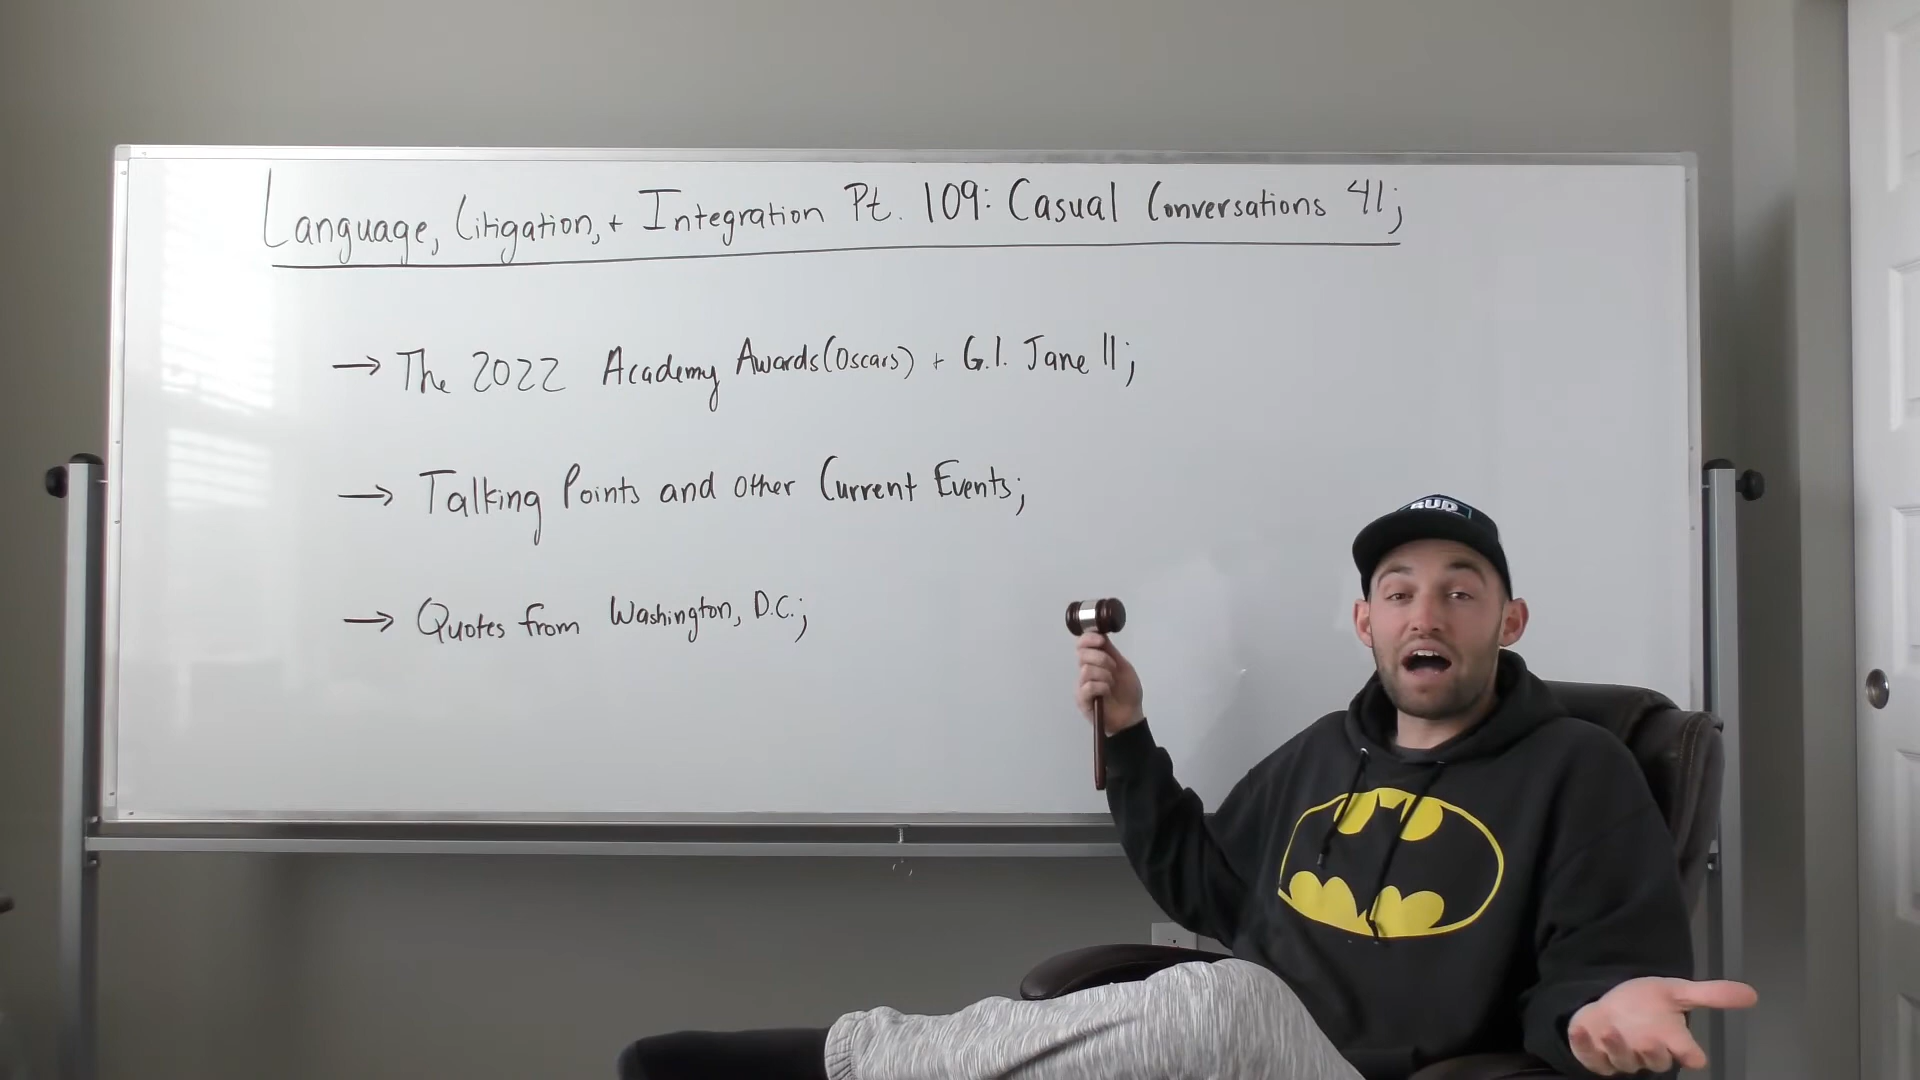 Language, Litigation, + Integration Pt. 109: Casual Conversations 41;
→ The 2022 Academy Awards (Oscars) + G.I. Jane II;
→ Talking Points and other Current Events;
→ Quotes from Washington, D.C.;
BUD